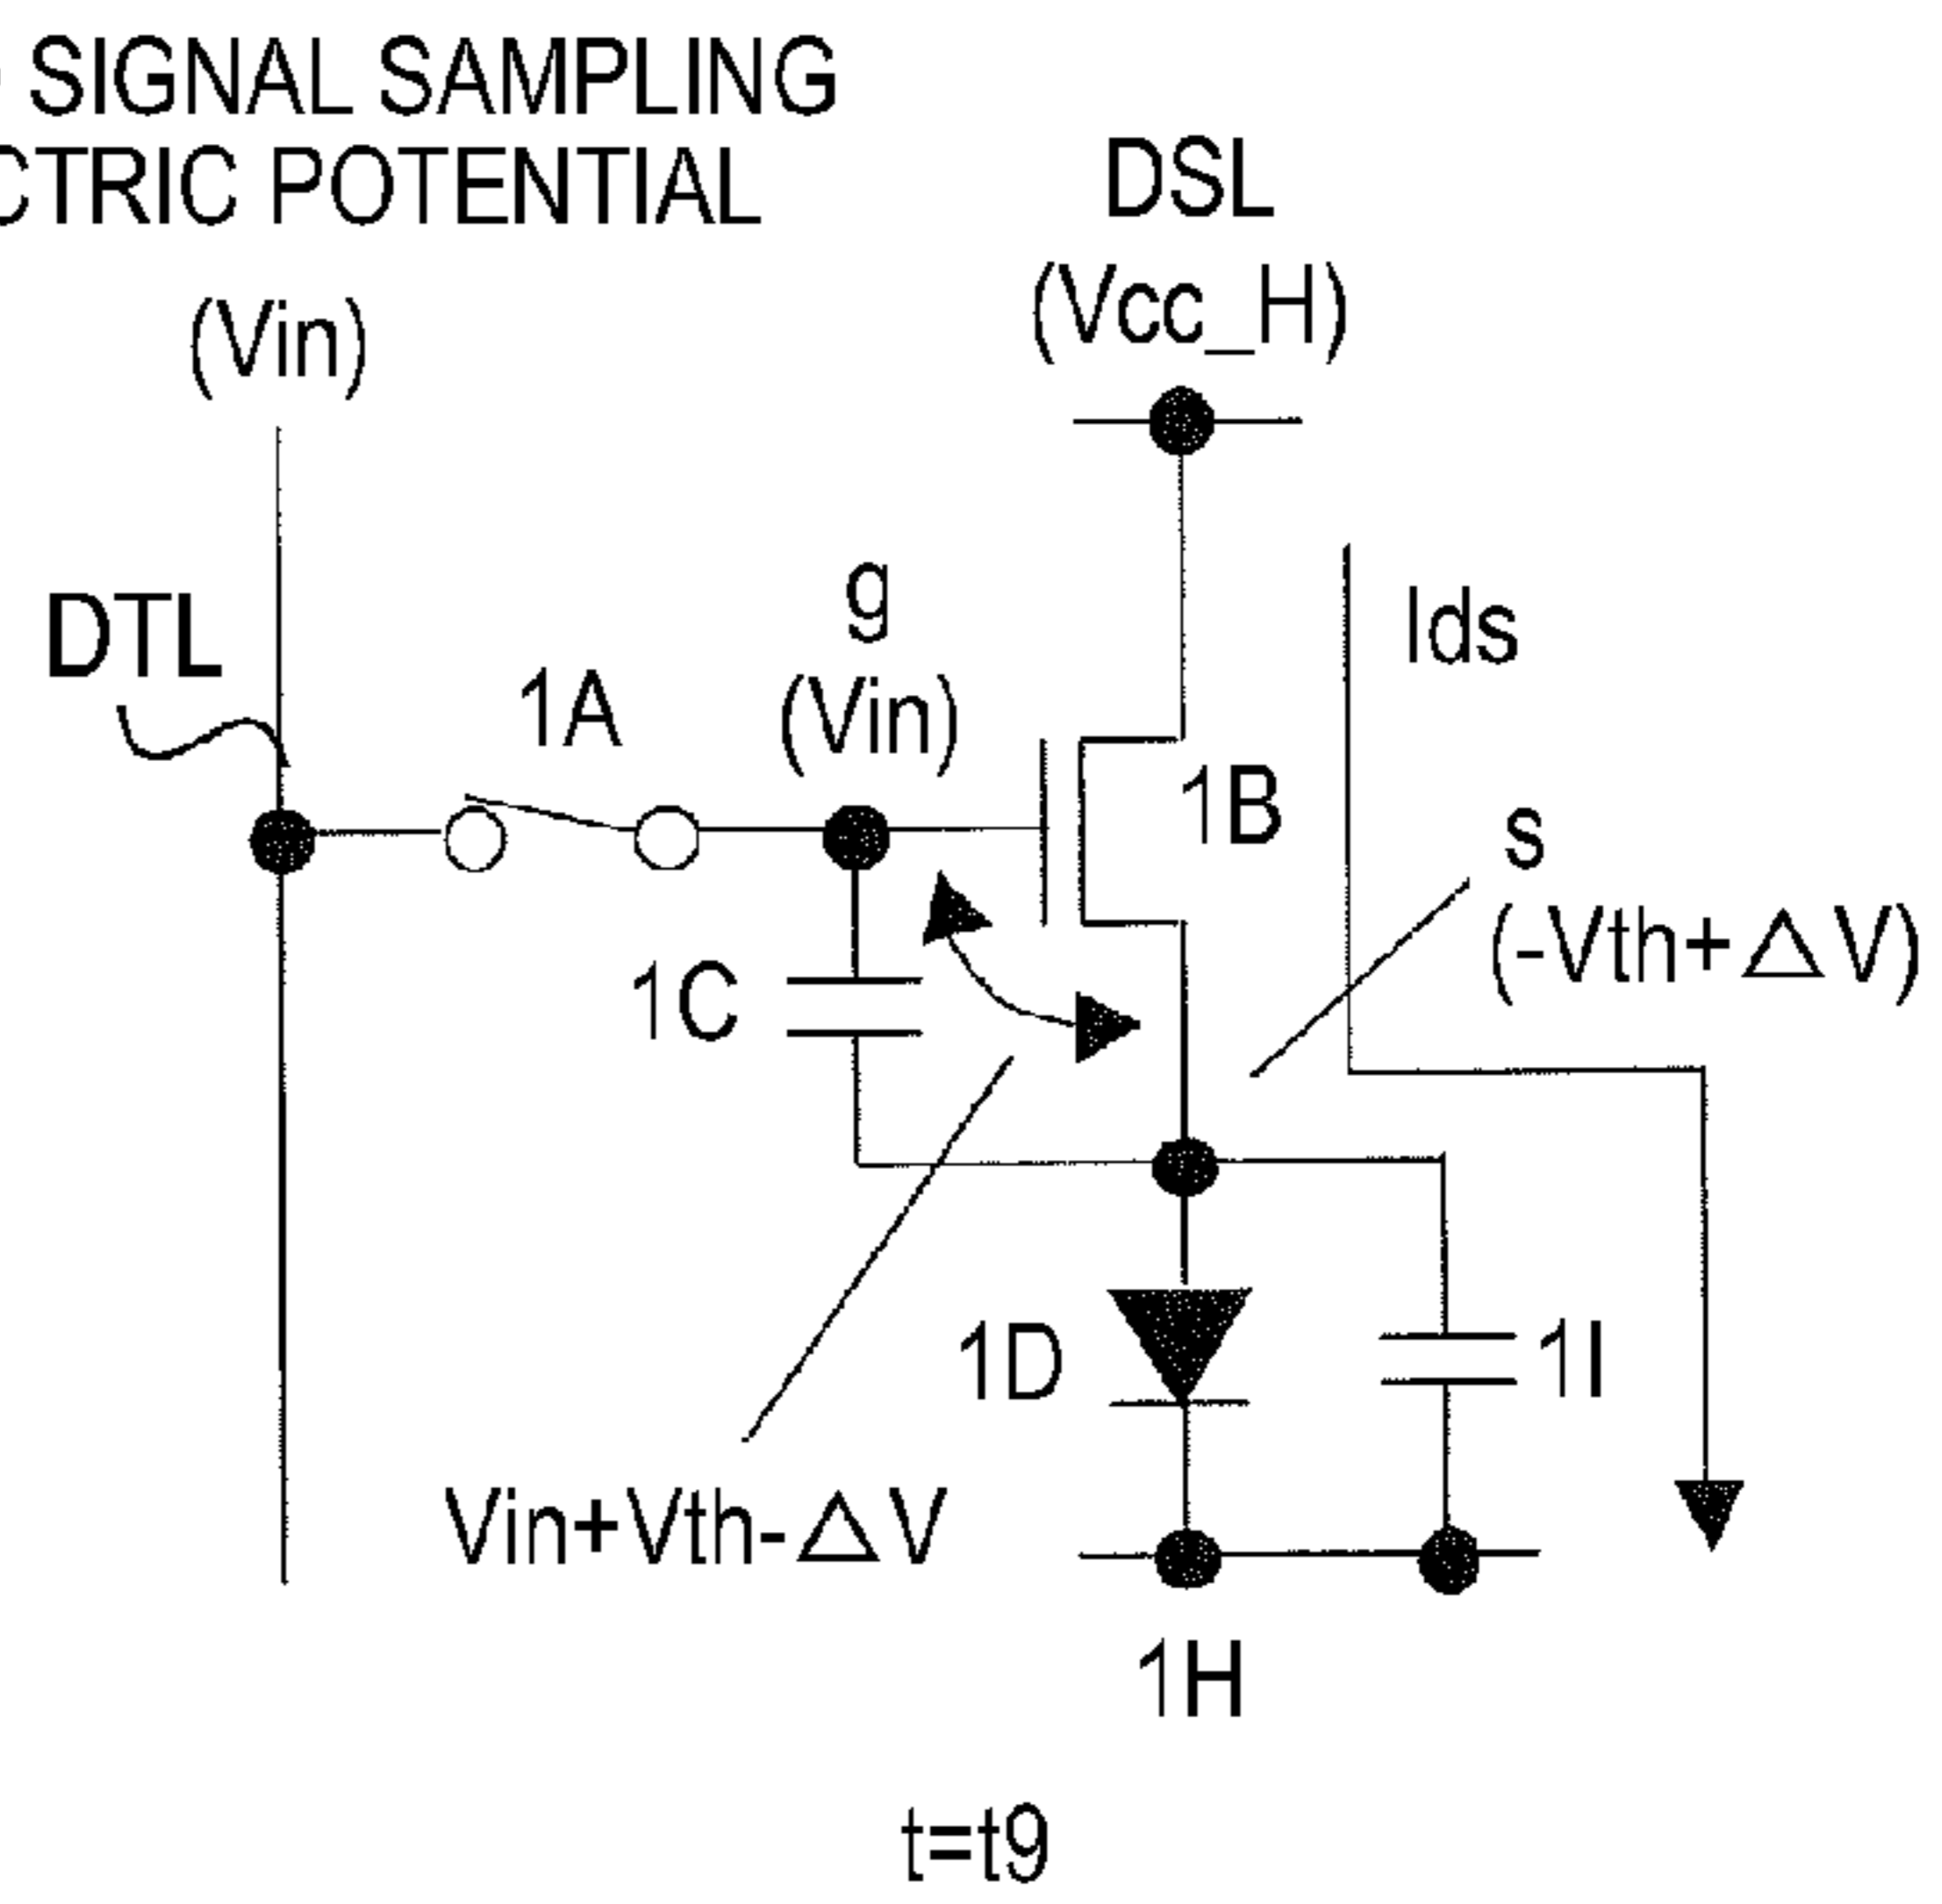 SIGNAL SAMPLING
POTENTIAL
DSL
(Vin)
(Vcc_H)
DTL
1A
g
(Vin)
Ids
1B
s
(-Vth+△V)
1C
1D
1I
Vin+Vth-△V
1H
t=t9